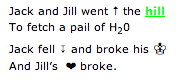 Jack and Jill went ↑ the hill
To fetch a pail of H₂0
Jack fell ↧ and broke his ♔
And Jill’s ❤ broke.